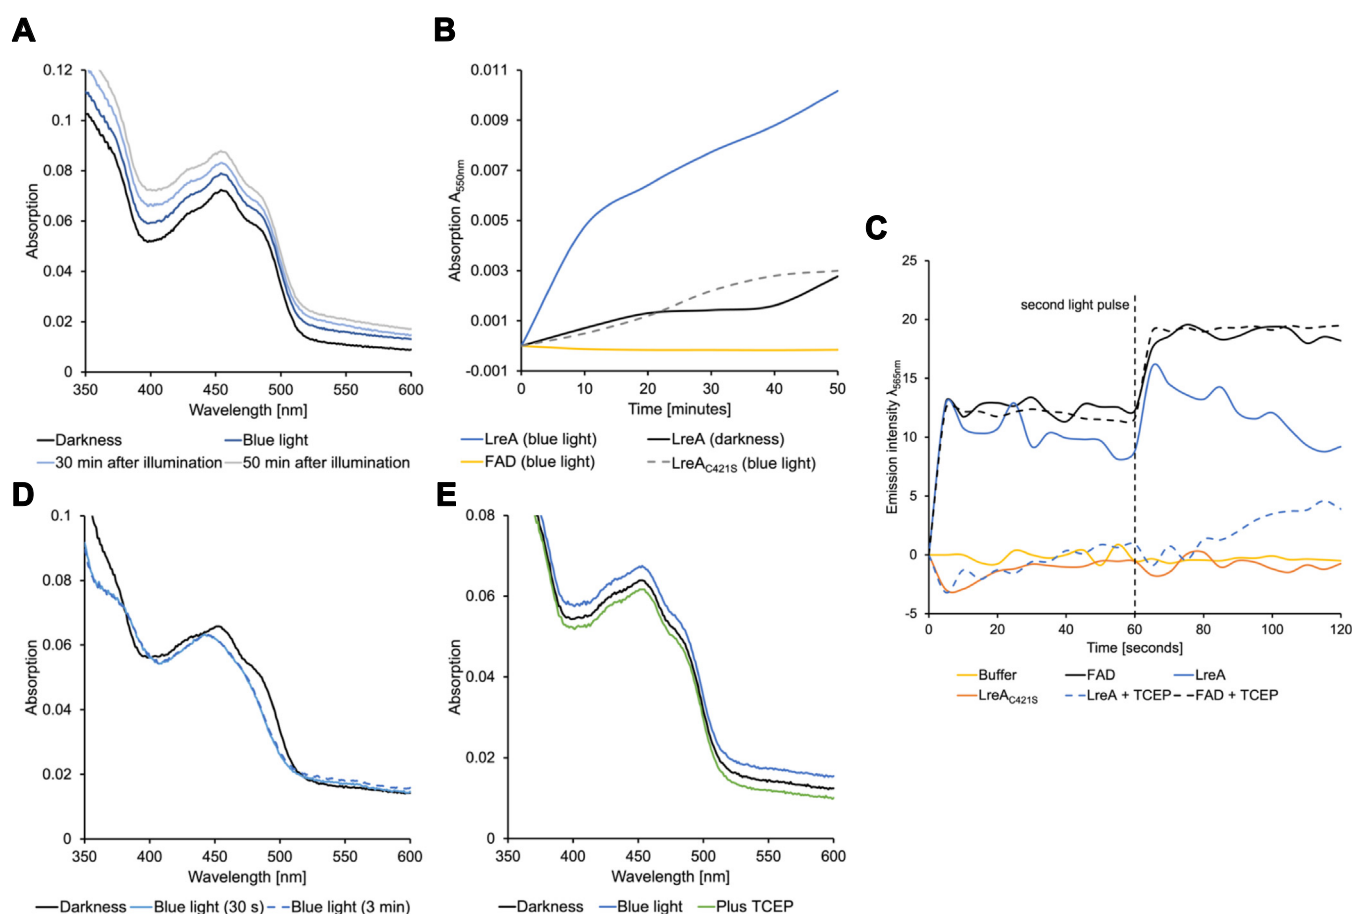 A
0.12
0.1
0.08
0.06
0.04
0.02
0
Absorption
350
400
450
500
550
600
Wavelength [nm]
Darkness
Blue light
30 min after illumination
50 min after illumination
B
0.011
0.009
0.007
0.005
0.003
0.001
-0.001
Absorption A550nm
0
10
20
30
40
50
Time [minutes]
LreA (blue light)
LreA (darkness)
FAD (blue light)
LreAC421S (blue light)
C
25
20
15
10
5
0
-5
Emission intensity λ565nm
second light pulse
0
20
40
60
80
100
120
Time [seconds]
Buffer
FAD
LreA
LreAC421S
LreA + TCEP
FAD + TCEP
D
0.1
0.08
0.06
0.04
0.02
0
Absorption
350
400
450
500
550
600
Wavelength [nm]
Darkness
Blue light (30 s)
Blue light (3 min)
E
0.08
0.06
0.04
0.02
0
Absorption
350
400
450
500
550
600
Wavelength [nm]
Darkness
Blue light
Plus TCEP